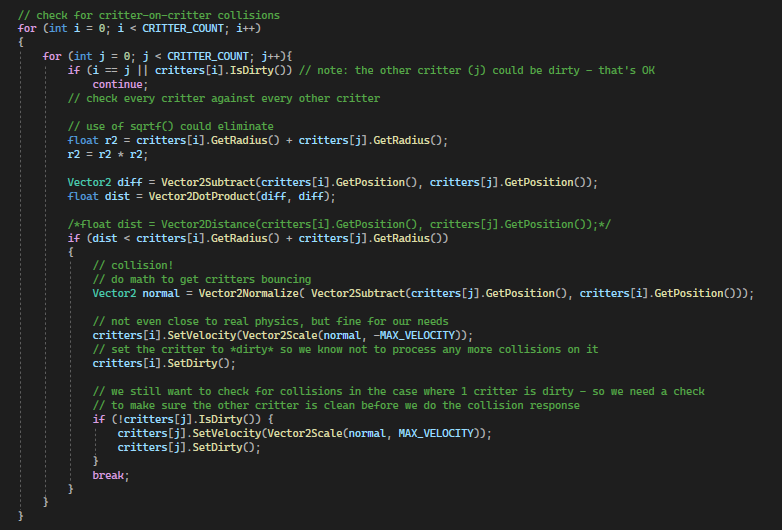 // check for critter-on-critter collisions
for (int i = 0; i < CRITTER_COUNT; i++)
{
    for (int j = 0; j < CRITTER_COUNT; j++){
        if (i == j || critters[i].IsDirty()) // note: the other critter (j) could be dirty - that's OK
            continue;
        // check every critter against every other critter

        // use of sqrtf() could eliminate
        float r2 = critters[i].GetRadius() + critters[j].GetRadius();
        r2 = r2 * r2;

        Vector2 diff = Vector2Subtract(critters[i].GetPosition(), critters[j].GetPosition());
        float dist = Vector2DotProduct(diff, diff);

        /*float dist = Vector2Distance(critters[i].GetPosition(), critters[j].GetPosition());*/
        if (dist < critters[i].GetRadius() + critters[j].GetRadius())
        {
            // collision!
            // do math to get critters bouncing
            Vector2 normal = Vector2Normalize( Vector2Subtract(critters[j].GetPosition(), critters[i].GetPosition()));

            // not even close to real physics, but fine for our needs
            critters[i].SetVelocity(Vector2Scale(normal, -MAX_VELOCITY));
            // set the critter to *dirty* so we know not to process any more collisions on it
            critters[i].SetDirty();

            // we still want to check for collisions in the case where 1 critter is dirty - so we need a check
            // to make sure the other critter is clean before we do the collision response
            if (!critters[j].IsDirty()) {
                critters[j].SetVelocity(Vector2Scale(normal, MAX_VELOCITY));
                critters[j].SetDirty();
            }
            break;
        }
    }
}